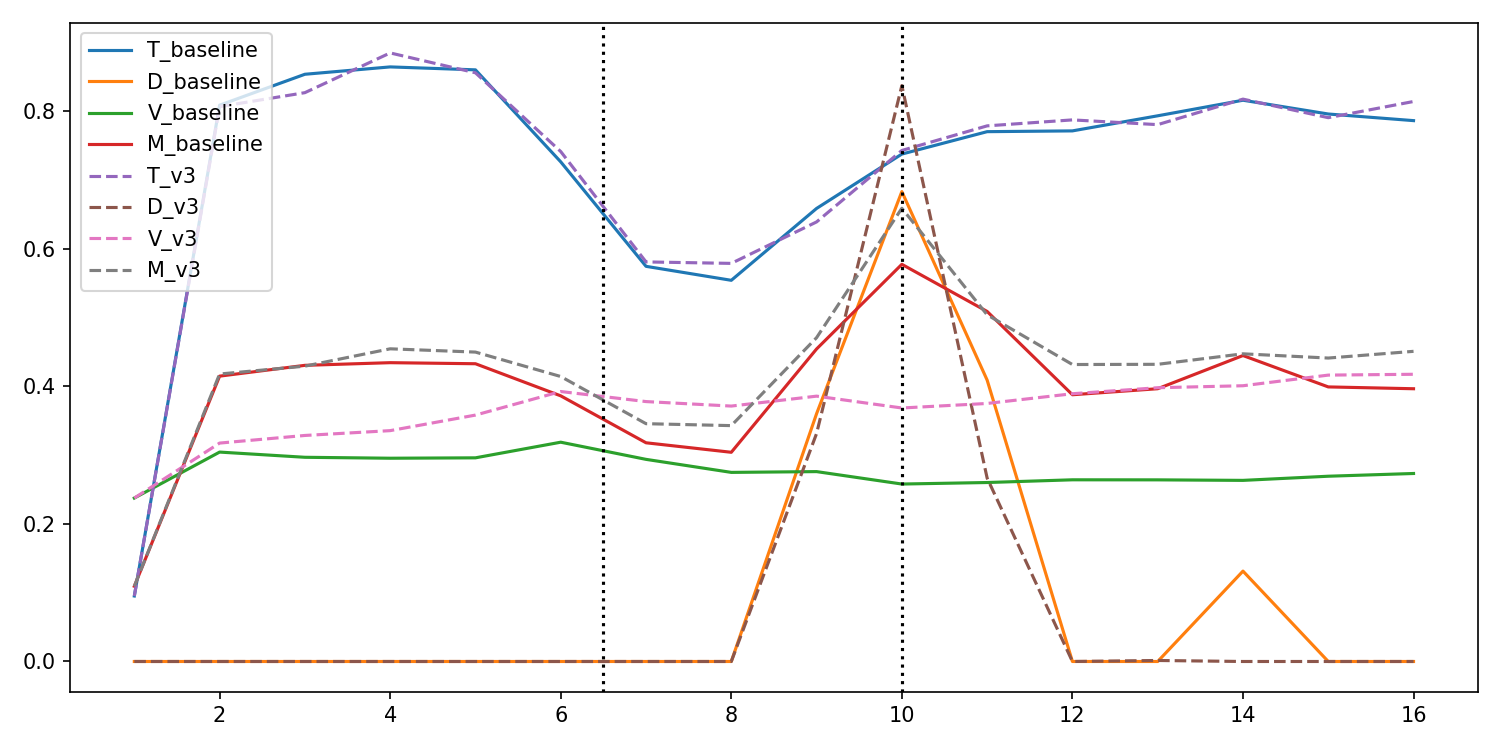 T_baseline
D_baseline
V_baseline
M_baseline
T_v3
D_v3
V_v3
M_v3
0.8
0.6
0.4
0.2
0.0
2 4 6 8 10 12 14 16